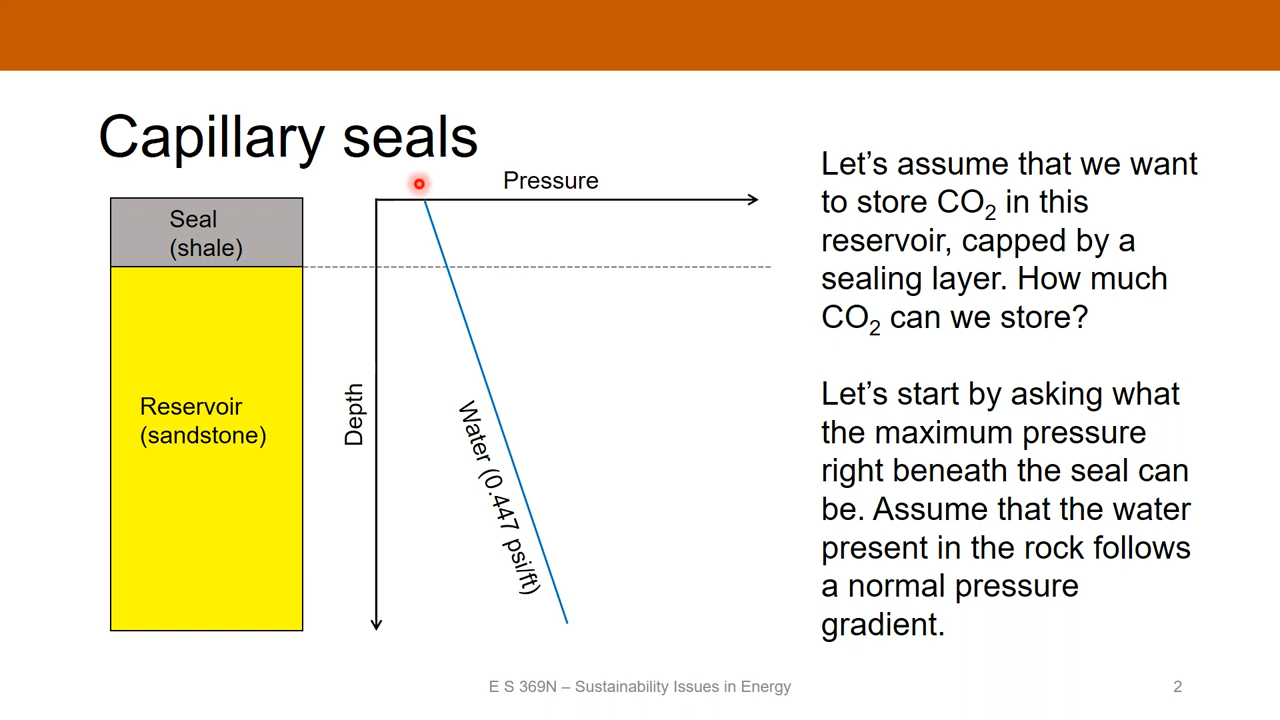 Capillary seals
Pressure
Seal
(shale)
Reservoir
(sandstone)
Depth
Water (0.447 psi/ft)
Let’s assume that we want
to store CO₂ in this
reservoir, capped by a
sealing layer. How much
CO₂ can we store?
Let’s start by asking what
the maximum pressure
right beneath the seal can
be. Assume that the water
present in the rock follows
a normal pressure
gradient.
E S 369N – Sustainability Issues in Energy
2